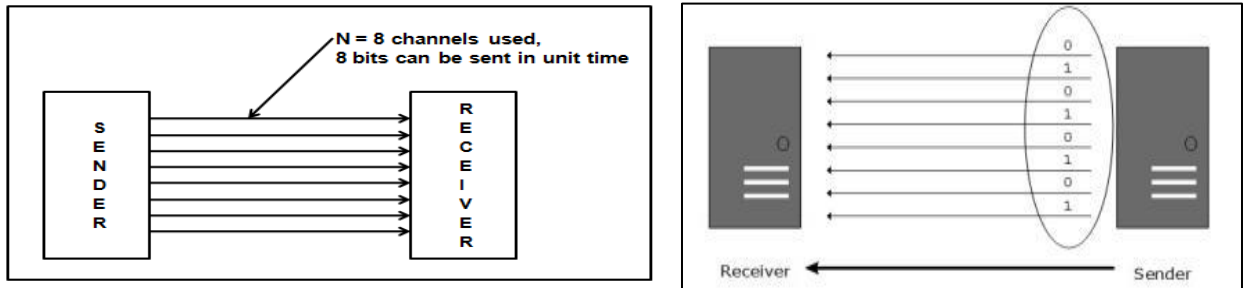 N = 8 channels used,
8 bits can be sent in unit time
S
E
N
D
E
R
R
E
C
E
I
V
E
R
0
1
0
1
0
1
0
1
Receiver
Sender